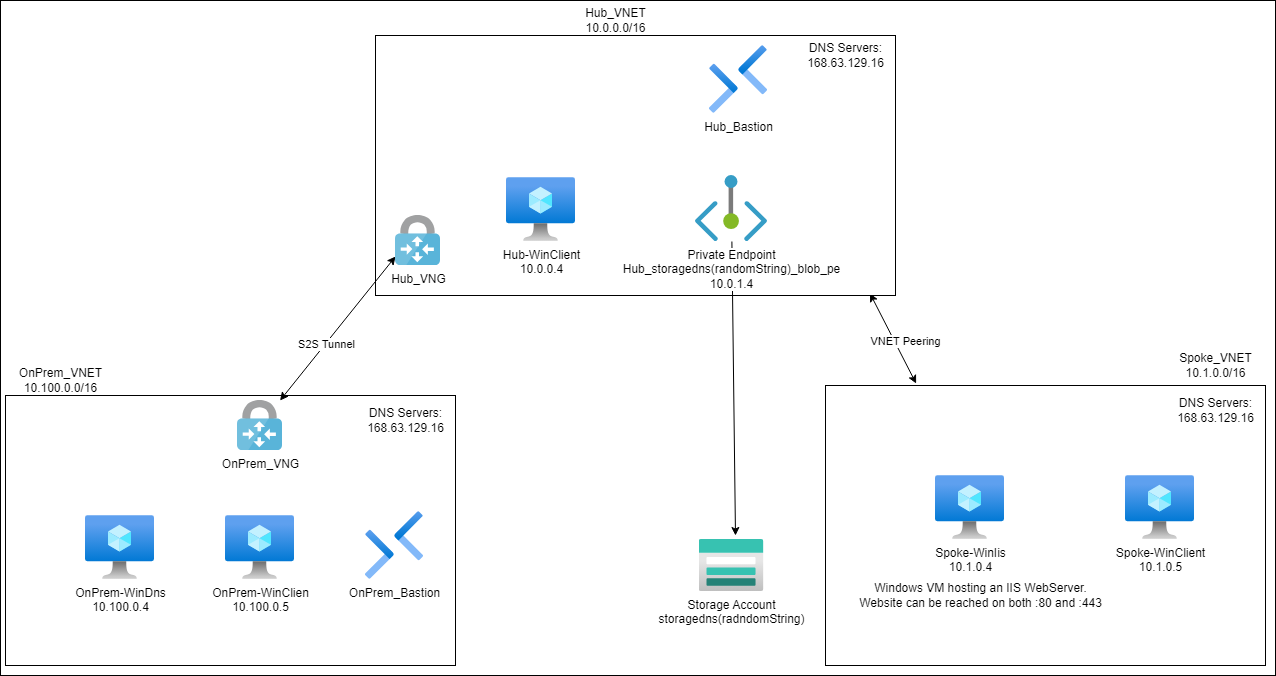 Hub_VNET
10.0.0.0/16
DNS Servers:
168.63.129.16
Hub_Bastion
Hub-WinClient
10.0.0.4
Private Endpoint
Hub_storagedns(randomString)_blob_pe
10.0.1.4
Hub_VNG
S2S Tunnel
VNET Peering
OnPrem_VNET
10.100.0.0/16
DNS Servers:
168.63.129.16
OnPrem_VNG
OnPrem-WinDns
10.100.0.4
OnPrem-WinClien
10.100.0.5
OnPrem_Bastion
Storage Account
storagedns(radndomString)
Spoke_VNET
10.1.0.0/16
DNS Servers:
168.63.129.16
Spoke-WinIis
10.1.0.4
Spoke-WinClient
10.1.0.5
Windows VM hosting an IIS WebServer.
Website can be reached on both :80 and :443